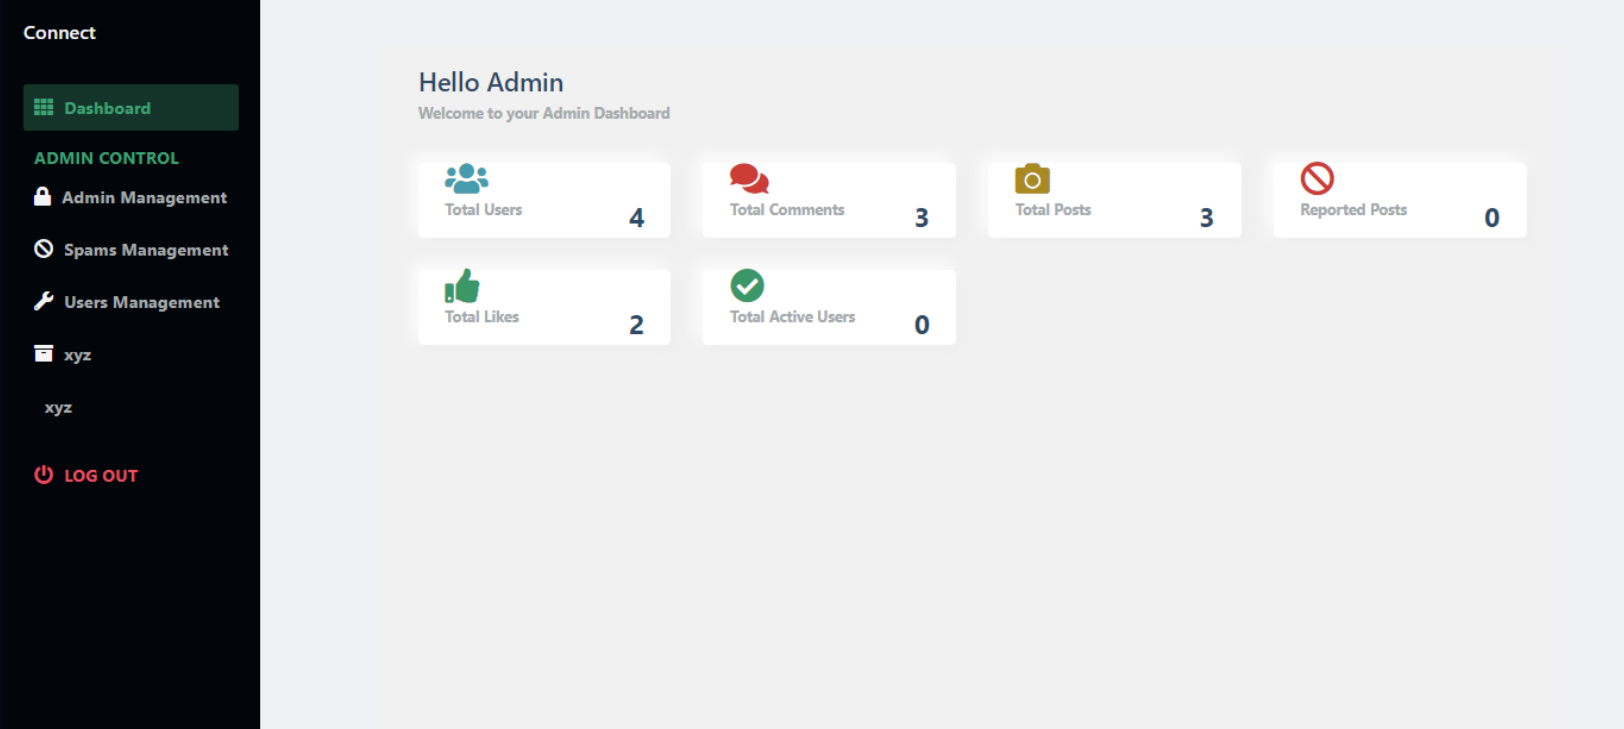 Connect
Dashboard
ADMIN CONTROL
Admin Management
Spams Management
Users Management
xyz
xyz
LOG OUT
Hello Admin
Welcome to your Admin Dashboard
Total Users
4
Total Comments
3
Total Posts
3
Reported Posts
0
Total Likes
2
Total Active Users
0